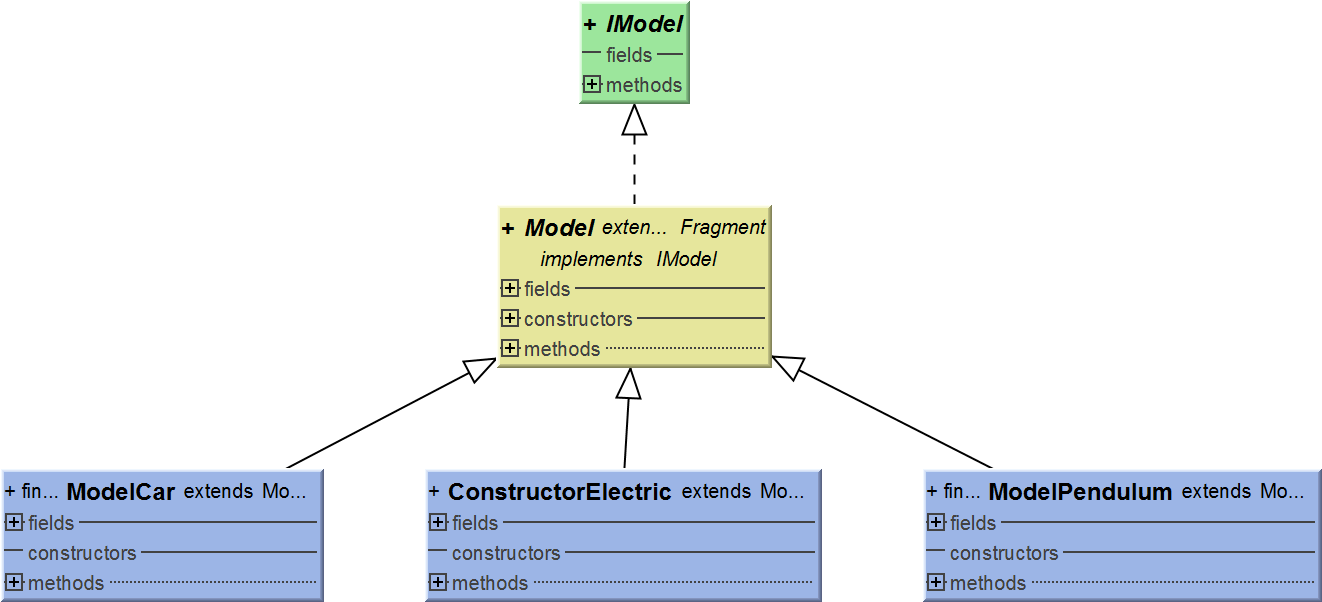 + IModel
fields
+ methods
+ Model exten... Fragment
implements IModel
+ fields
+ constructors
+ methods
+ fin... ModelCar extends Mo...
+ fields
constructors
+ methods
+ ConstructorElectric extends Mo...
+ fields
constructors
+ methods
+ fin... ModelPendulum extends Mo...
+ fields
constructors
+ methods